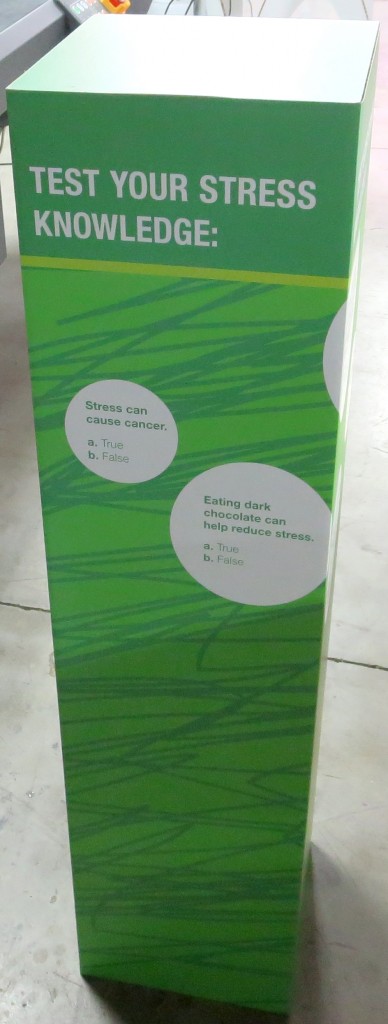 TEST YOUR STRESS
KNOWLEDGE:
Stress can
cause cancer.
a. True
b. False
Eating dark
chocolate can
help reduce stress.
a. True
b. False